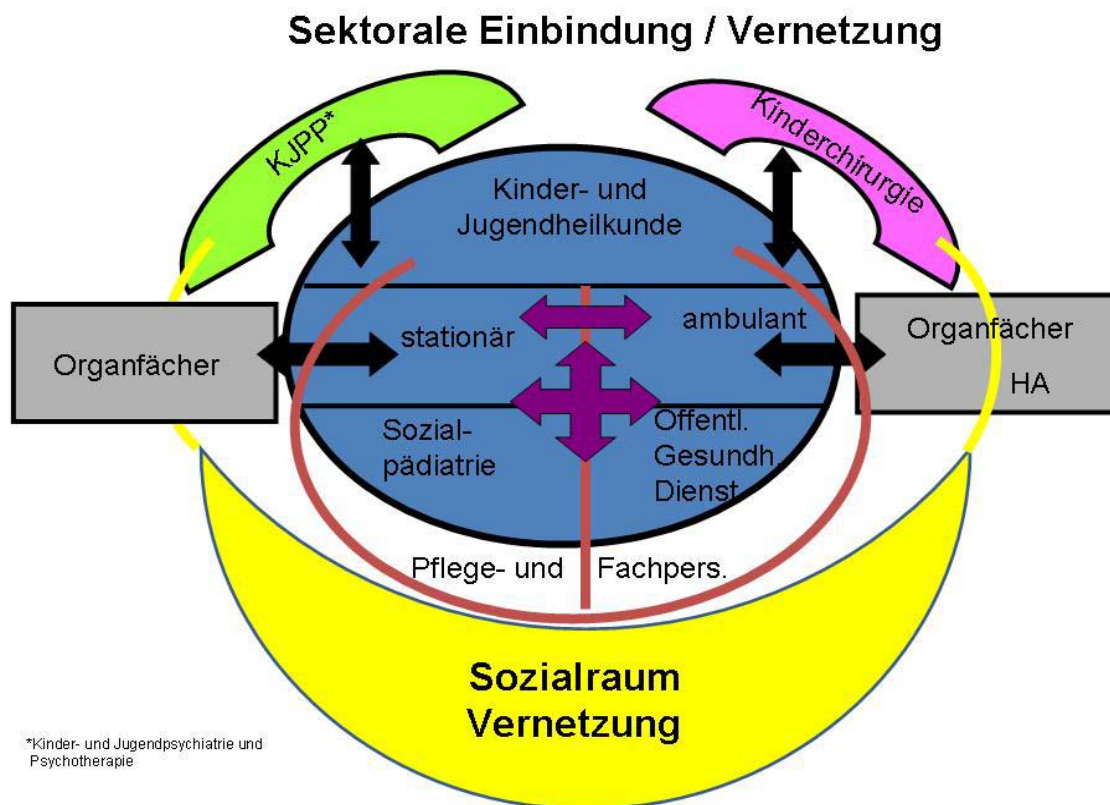 Sektorale Einbindung / Vernetzung
KJPP*
Kinderchirurgie
Kinder- und
Jugendheilkunde
Organfächer
stationär
ambulant
Organfächer
HA
Sozial-
pädiatrie
Öffentl.
Gesundh.
Dienst
Pflege- und Fachpers.
Sozialraum
Vernetzung
*Kinder- und Jugendpsychiatrie und
Psychotherapie